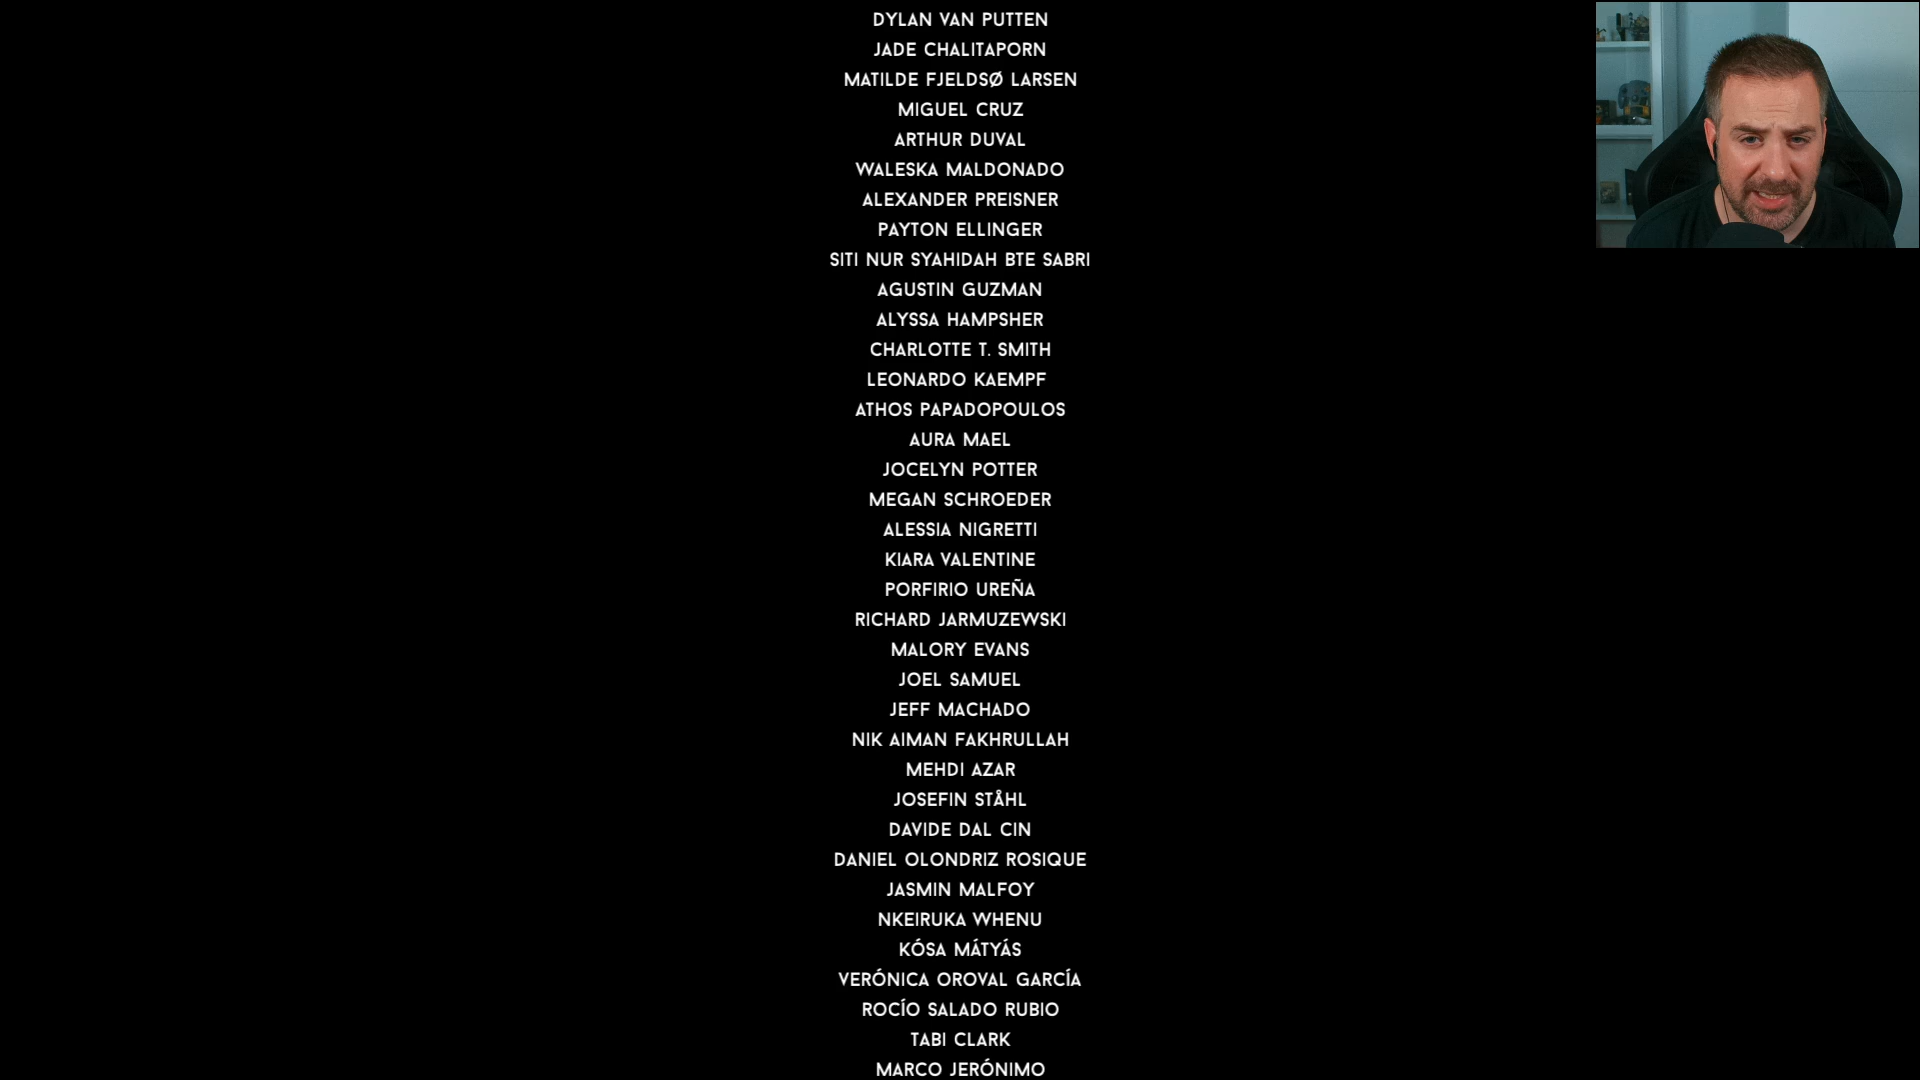 DYLAN VAN PUTTEN
JADE CHALITAPORN
MATILDE FJELDSØ LARSEN
MIGUEL CRUZ
ARTHUR DUVAL
WALESKA MALDONADO
ALEXANDER PREISNER
PAYTON ELLINGER
SITI NUR SYAHIDAH BTE SABRI
AGUSTIN GUZMAN
ALYSSA HAMPSHER
CHARLOTTE T. SMITH
LEONARDO KAEMPF
ATHOS PAPADOPOULOS
AURA MAEL
JOCELYN POTTER
MEGAN SCHROEDER
ALESSIA NIGRETTI
KIARA VALENTINE
PORFIRIO UREÑA
RICHARD JARMUZEWSKI
MALORY EVANS
JOEL SAMUEL
JEFF MACHADO
NIK AIMAN FAKHRULLAH
MEHDI AZAR
JOSEFIN STÅHL
DAVIDE DAL CIN
DANIEL OLONDRIZ ROSIQUE
JASMIN MALFOY
NKEIRUKA WHENU
KÓSA MÁTYÁS
VERÓNICA OROVAL GARCÍA
ROCÍO SALADO RUBIO
TABI CLARK
MARCO JERÓNIMO